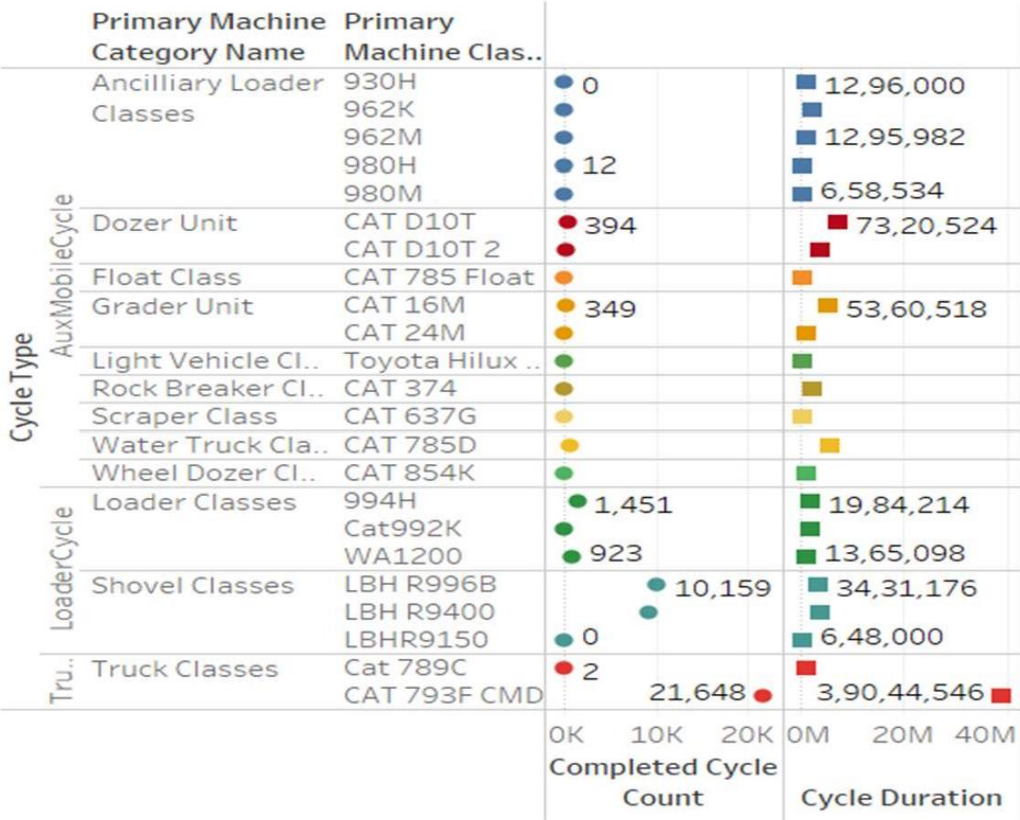 Primary Machine Primary
Category Name Machine Clas..
Ancilliary Loader 930H 0 12,96,000
Classes 962K
962M 12,95,982
980H 12
980M 6,58,534
Dozer Unit CAT D10T 394 73,20,524
CAT D10T 2
Float Class CAT 785 Float
Grader Unit CAT 16M 349 53,60,518
CAT 24M
Light Vehicle Cl.. Toyota Hilux ..
Rock Breaker Cl.. CAT 374
Scraper Class CAT 637G
Water Truck Cla.. CAT 785D
Wheel Dozer Cl.. CAT 854K
AuxMobileCycle
Loader Classes 994H 1,451 19,84,214
Cat992K
WA1200 923 13,65,098
Shovel Classes LBH R996B 10,159 34,31,176
LBH R9400
LBHR9150 0 6,48,000
LoaderCycle
Truck Classes Cat 789C 2
CAT 793F CMD 21,648 3,90,44,546
Tru..
Cycle Type
0K 10K 20K 0M 20M 40M
Completed Cycle
Count
Cycle Duration